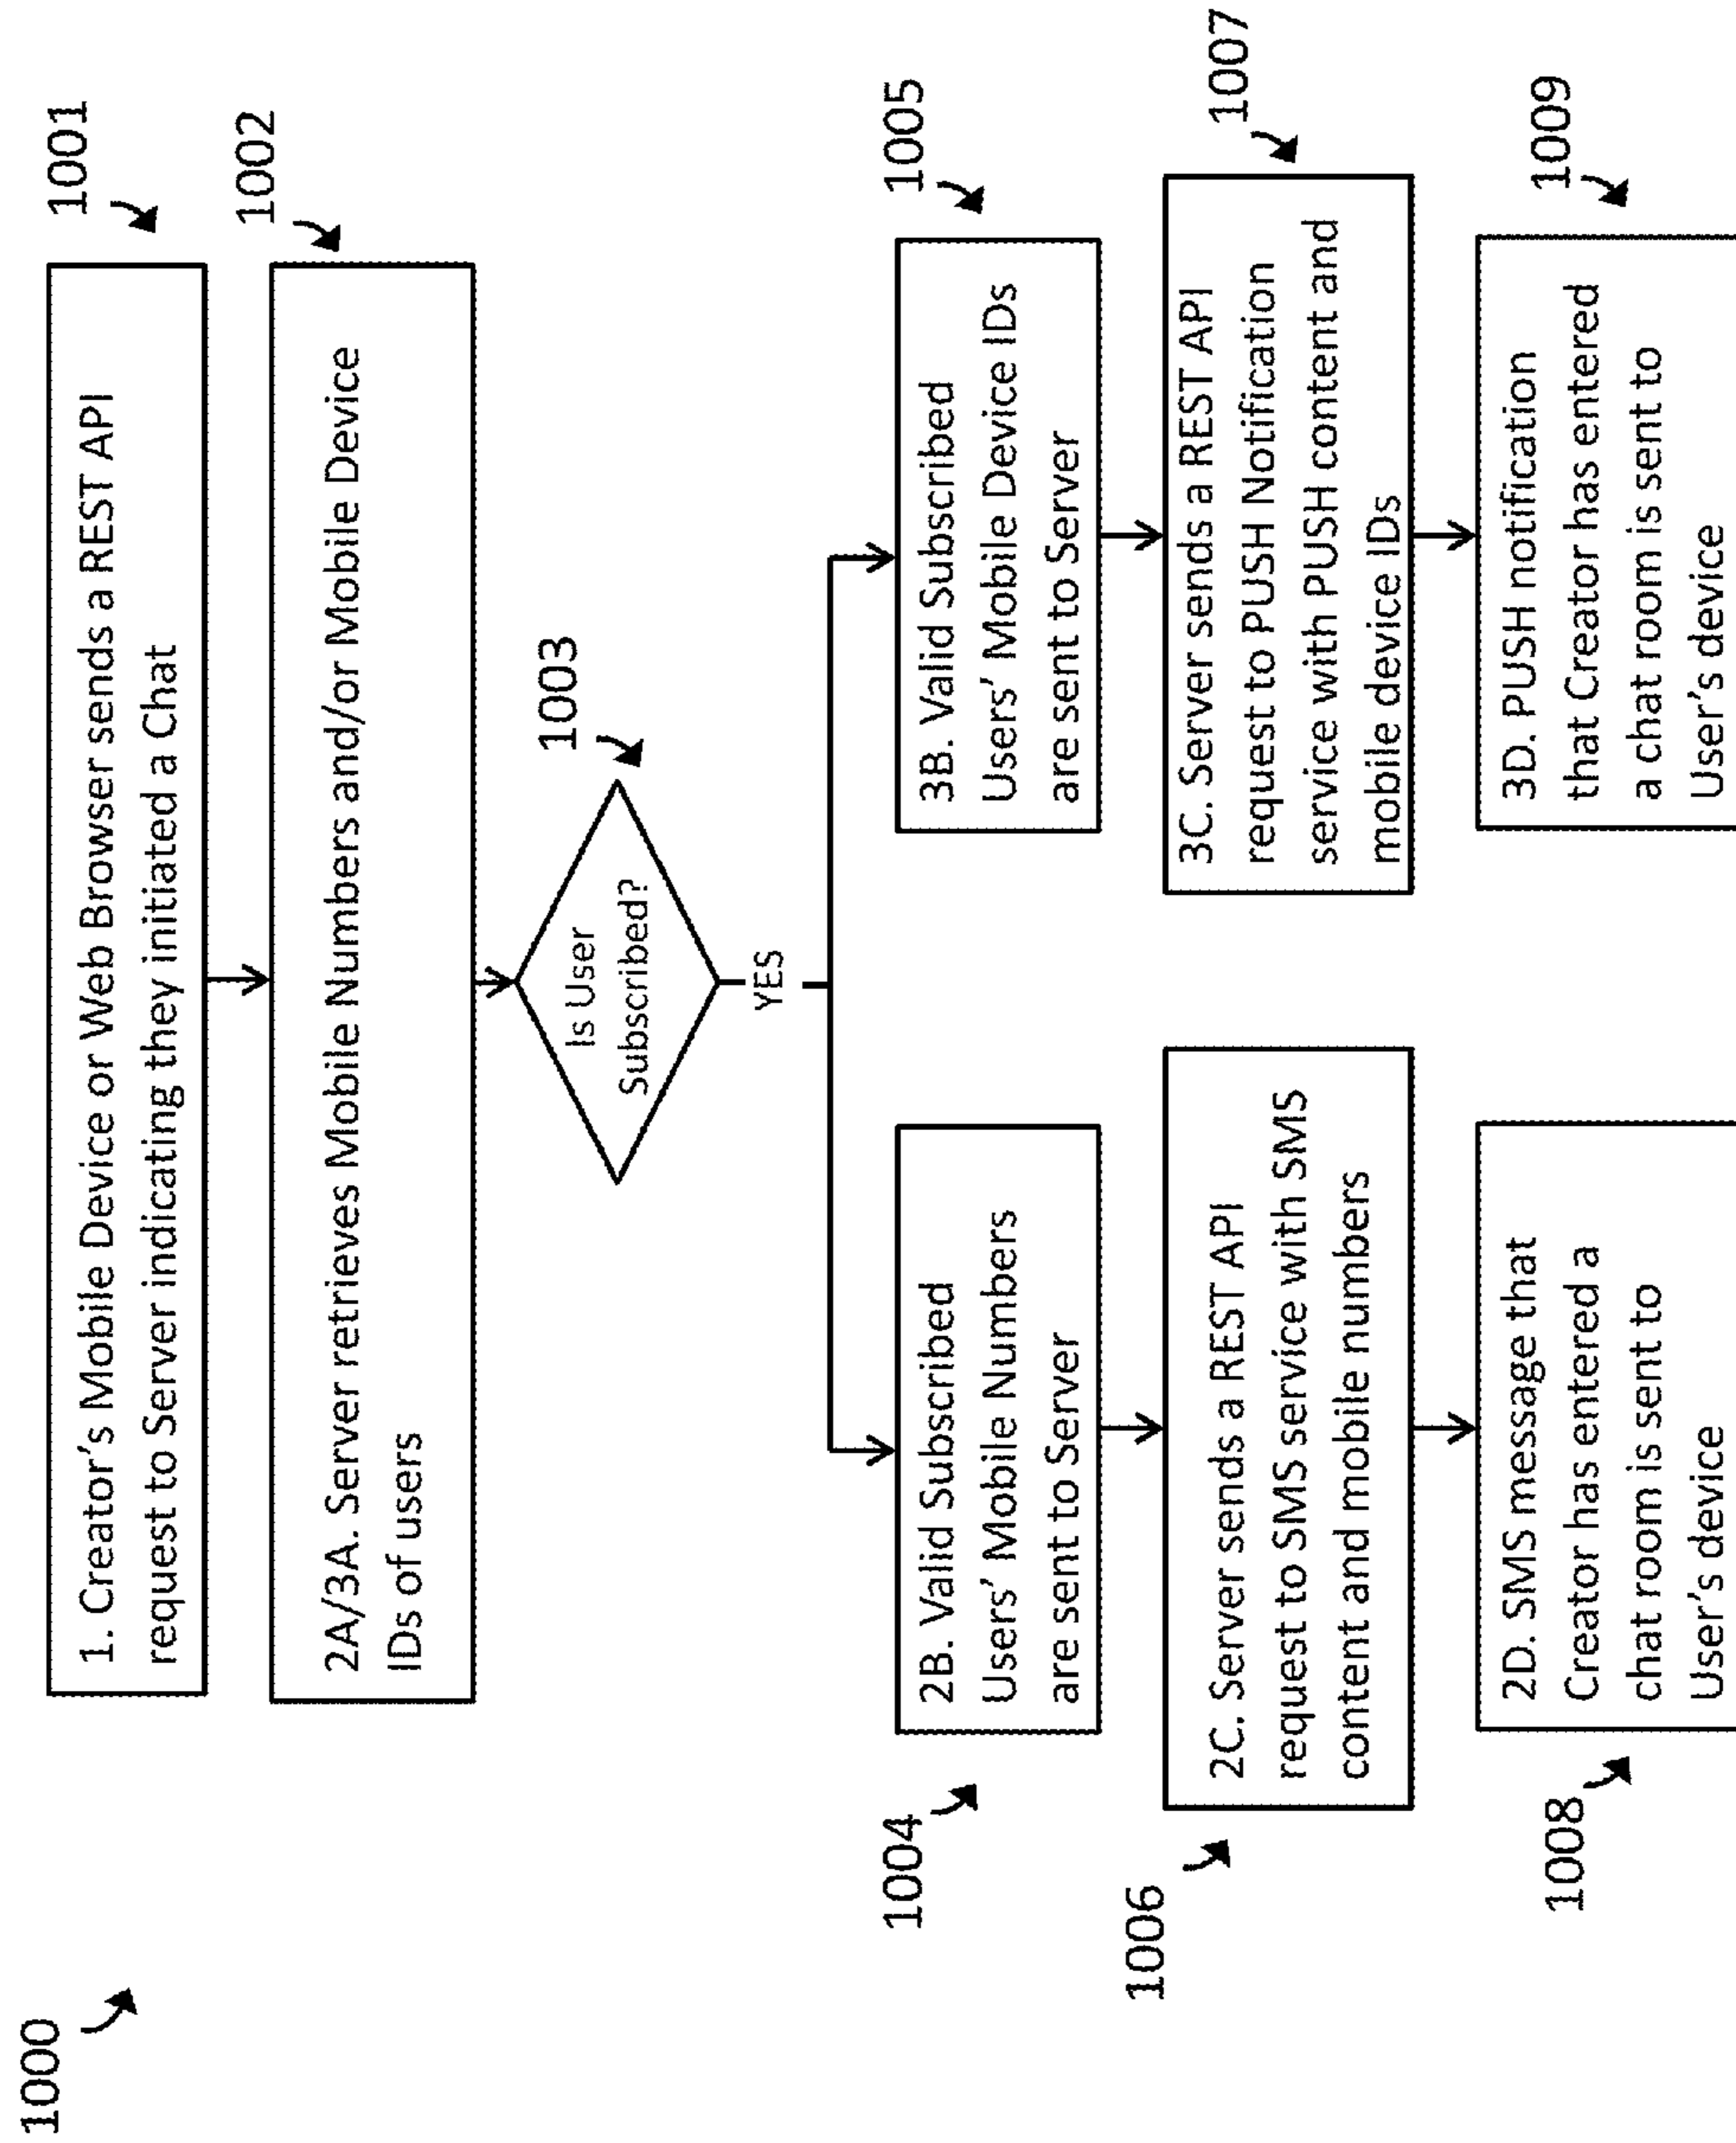 1000
1001
1. Creator's Mobile Device or Web Browser sends a REST API
request to Server indicating they initiated a Chat
1002
2A/3A. Server retrieves Mobile Numbers and/or Mobile Device
IDs of users
1003
Is User
Subscribed?
YES
1004
2B. Valid Subscribed
Users' Mobile Numbers
are sent to Server
1005
3B. Valid Subscribed
Users' Mobile Device IDs
are sent to Server
1006
2C. Server sends a REST API
request to SMS service with SMS
content and mobile numbers
1007
3C. Server sends a REST API
request to PUSH Notification
service with PUSH content and
mobile device IDs
1008
2D. SMS message that
Creator has entered a
chat room is sent to
User's device
1009
3D. PUSH notification
that Creator has entered
a chat room is sent to
User's device